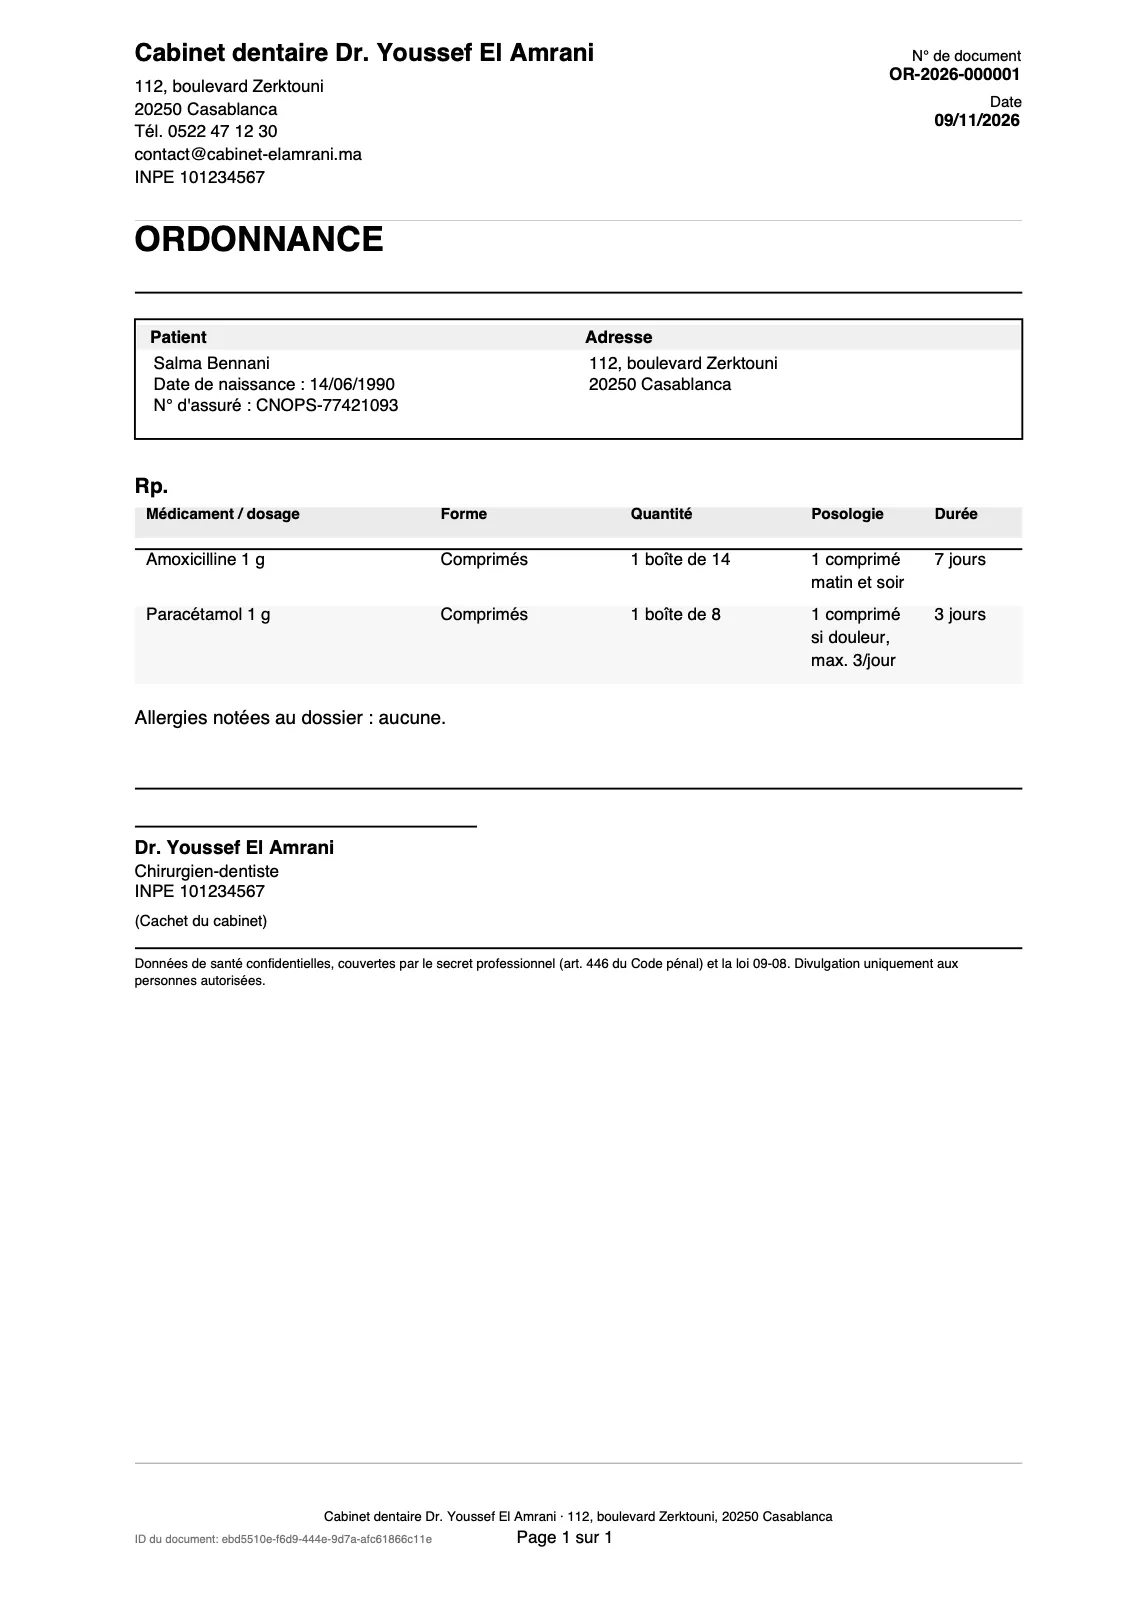 Cabinet dentaire Dr. Youssef El Amrani
112, boulevard Zerktouni
20250 Casablanca
Tél. 0522 47 12 30
contact@cabinet-elamrani.ma
INPE 101234567
N° de document
OR-2026-000001
Date
09/11/2026
ORDONNANCE
Patient
Adresse
Salma Bennani
112, boulevard Zerktouni
Date de naissance : 14/06/1990
20250 Casablanca
N° d'assuré : CNOPS-77421093
Rp.
Médicament / dosage Forme Quantité Posologie Durée
Amoxicilline 1 g Comprimés 1 boîte de 14 1 comprimé 7 jours
matin et soir
Paracétamol 1 g Comprimés 1 boîte de 8 1 comprimé 3 jours
si douleur,
max. 3/jour
Allergies notées au dossier : aucune.
Dr. Youssef El Amrani
Chirurgien-dentiste
INPE 101234567
(Cachet du cabinet)
Données de santé confidentielles, couvertes par le secret professionnel (art. 446 du Code pénal) et la loi 09-08. Divulgation uniquement aux
personnes autorisées.
Cabinet dentaire Dr. Youssef El Amrani · 112, boulevard Zerktouni, 20250 Casablanca
ID du document: ebd5510e-f6d9-444e-9d7a-afc61866c11e
Page 1 sur 1